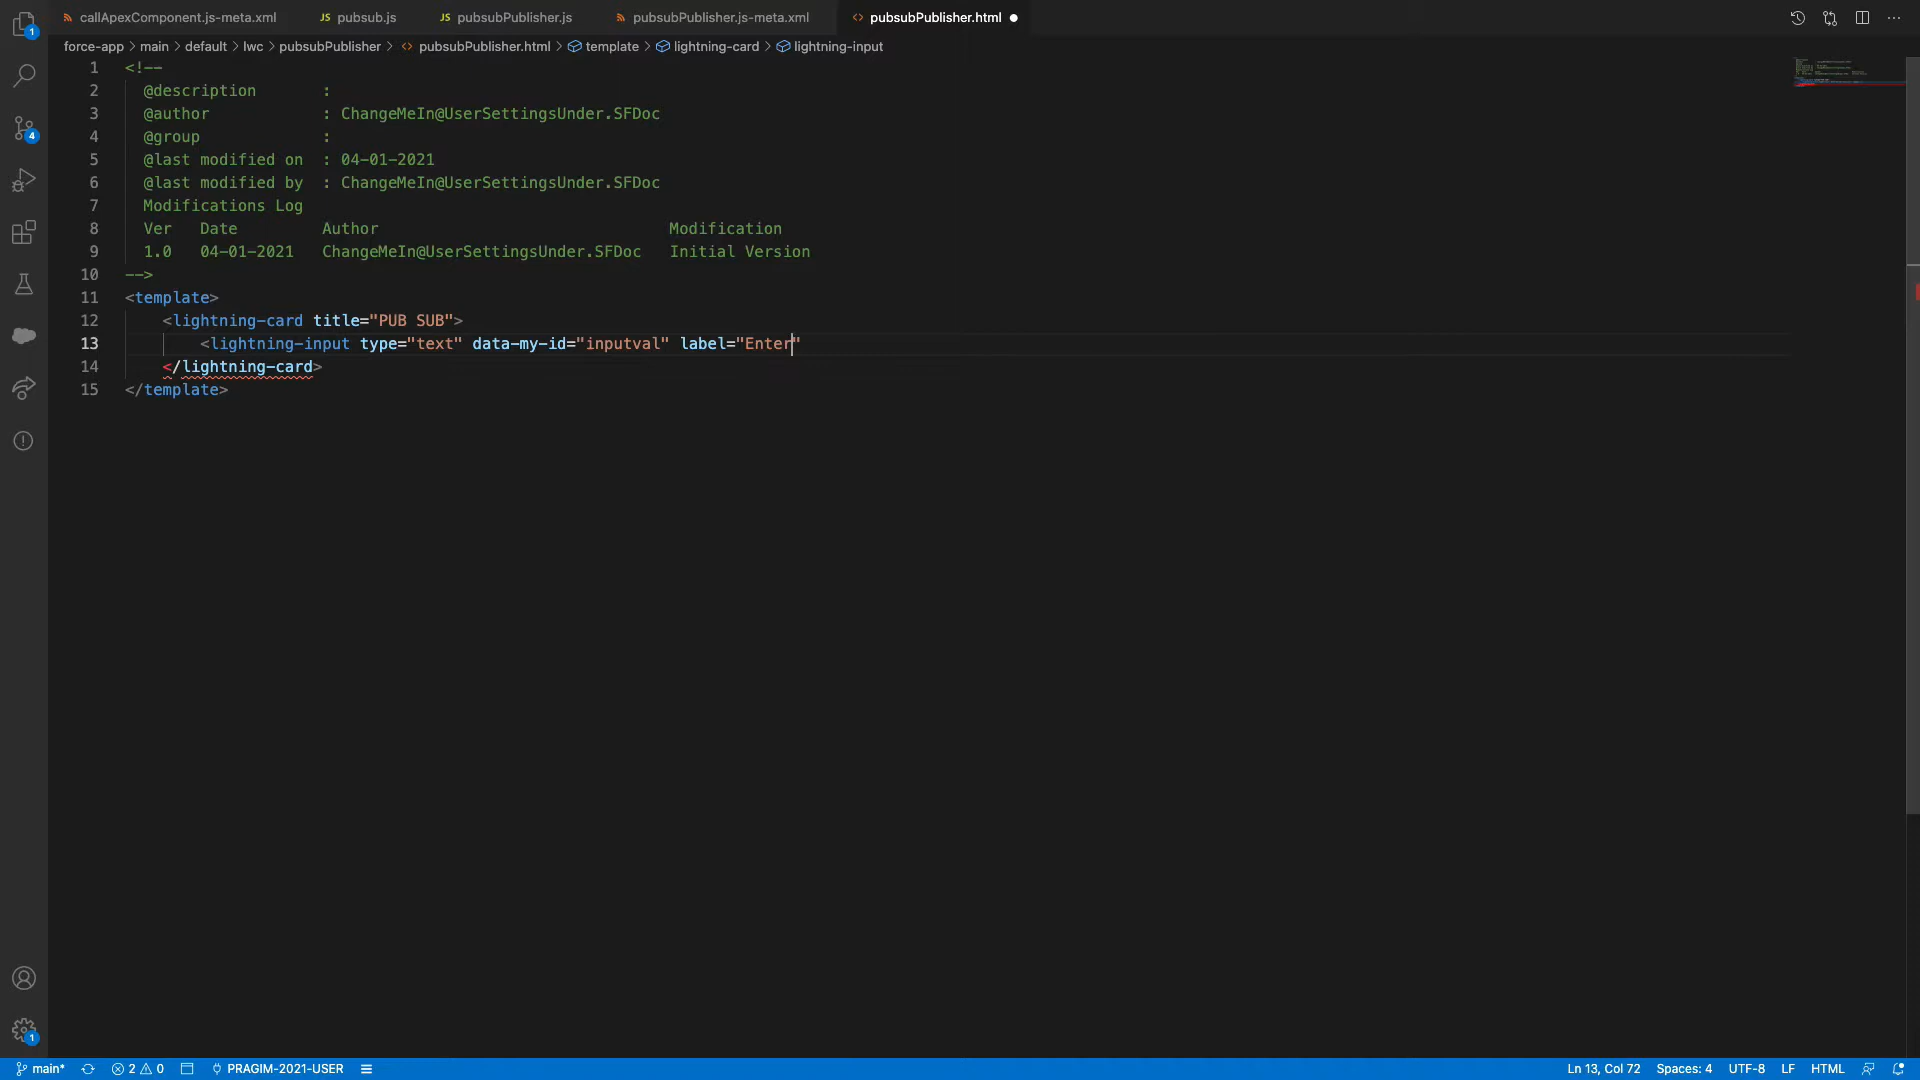 callApexComponent.js-meta.xml JS pubsub.js JS pubsubPublisher.js pubsubPublisher.js-meta.xml <> pubsubPublisher.html
force-app > main > default > lwc > pubsubPublisher > <> pubsubPublisher.html > template > lightning-card > lightning-input
1 <!--
2 @description :
3 @author : ChangeMeIn@UserSettingsUnder.SFDoc
4 @group :
5 @last modified on : 04-01-2021
6 @last modified by : ChangeMeIn@UserSettingsUnder.SFDoc
7 Modifications Log
8 Ver Date Author Modification
9 1.0 04-01-2021 ChangeMeIn@UserSettingsUnder.SFDoc Initial Version
10 -->
11 <template>
12 <lightning-card title="PUB SUB">
13 <lightning-input type="text" data-my-id="inputval" label="Enter"
14 </lightning-card>
15 </template>
1
4
1
main* 2 0 PRAGIM-2021-USER Ln 13, Col 72 Spaces: 4 UTF-8 LF HTML